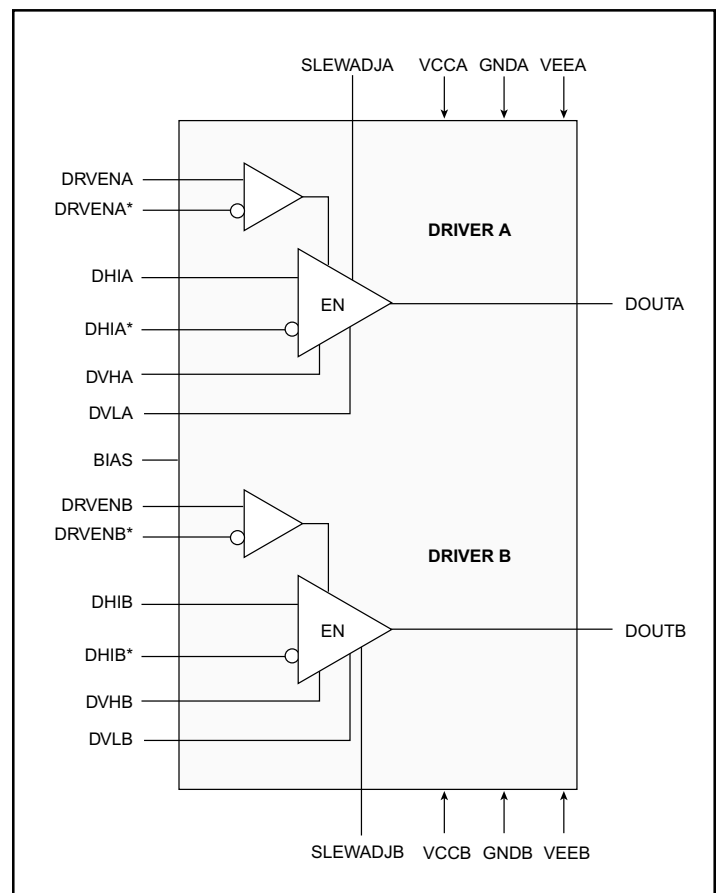 SLEWADJA VCCA GNDA VEEA
DRVENA
DRVENA*
DRIVER A
DHIA
EN
DOUTA
DHIA*
DVHA
DVLA
BIAS
DRVENB
DRVENB*
DRIVER B
DHIB
EN
DOUTB
DHIB*
DVHB
DVLB
SLEWADJB VCCB GNDB VEEB